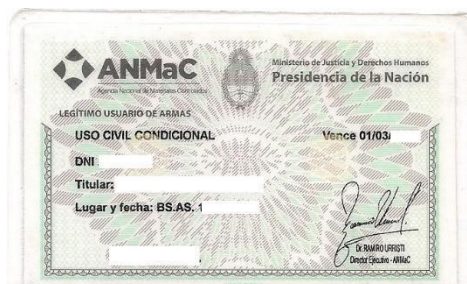 ANMaC
Agencia Nacional de Materiales Controlados
Ministerio de Justicia y Derechos Humanos
Presidencia de la Nación
LEGÍTIMO USUARIO DE ARMAS
USO CIVIL CONDICIONAL
Vence 01/03/
DNI
Titular:
Lugar y fecha: BS.AS. 1
Dr. RAMIRO URRISTI
Director Ejecutivo - ANMaC